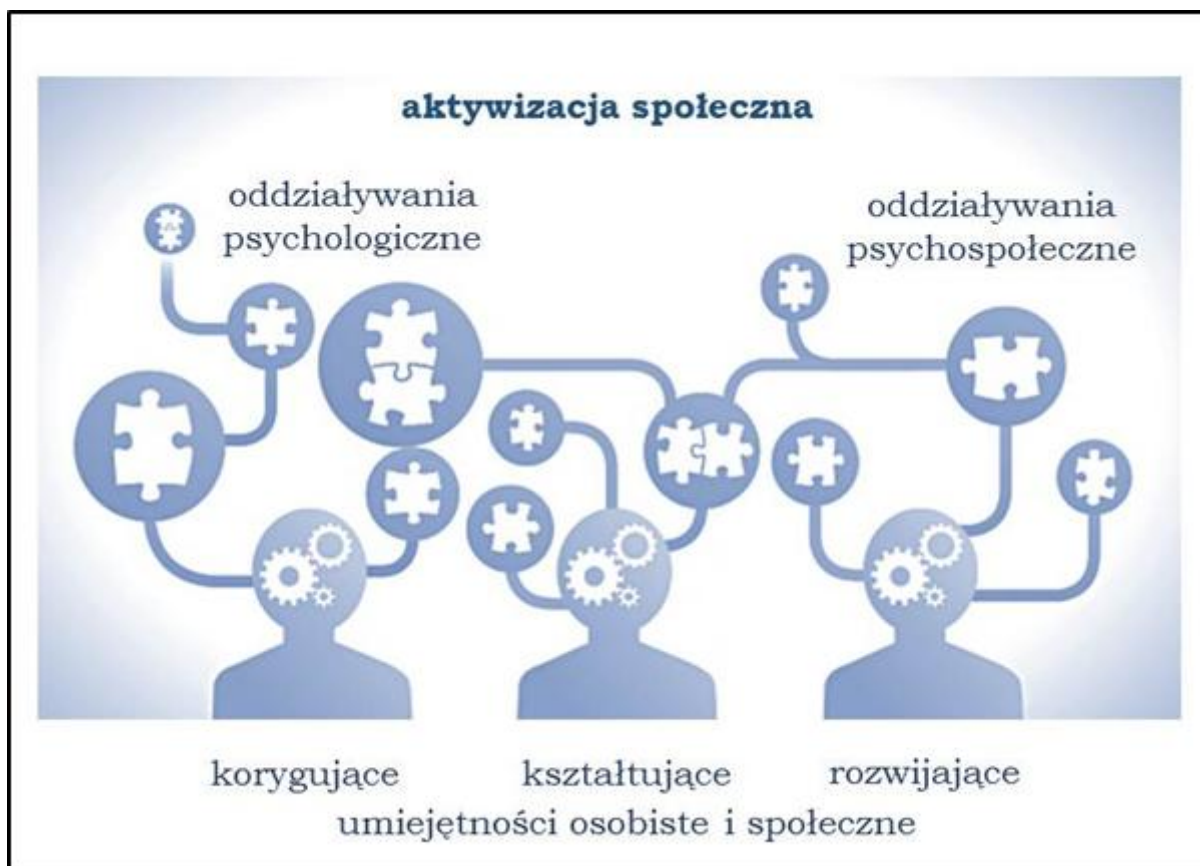 aktywizacja społeczna
oddziaływania
psychologiczne
oddziaływania
psychospołeczne
korygujące kształtujące rozwijające
umiejętności osobiste i społeczne